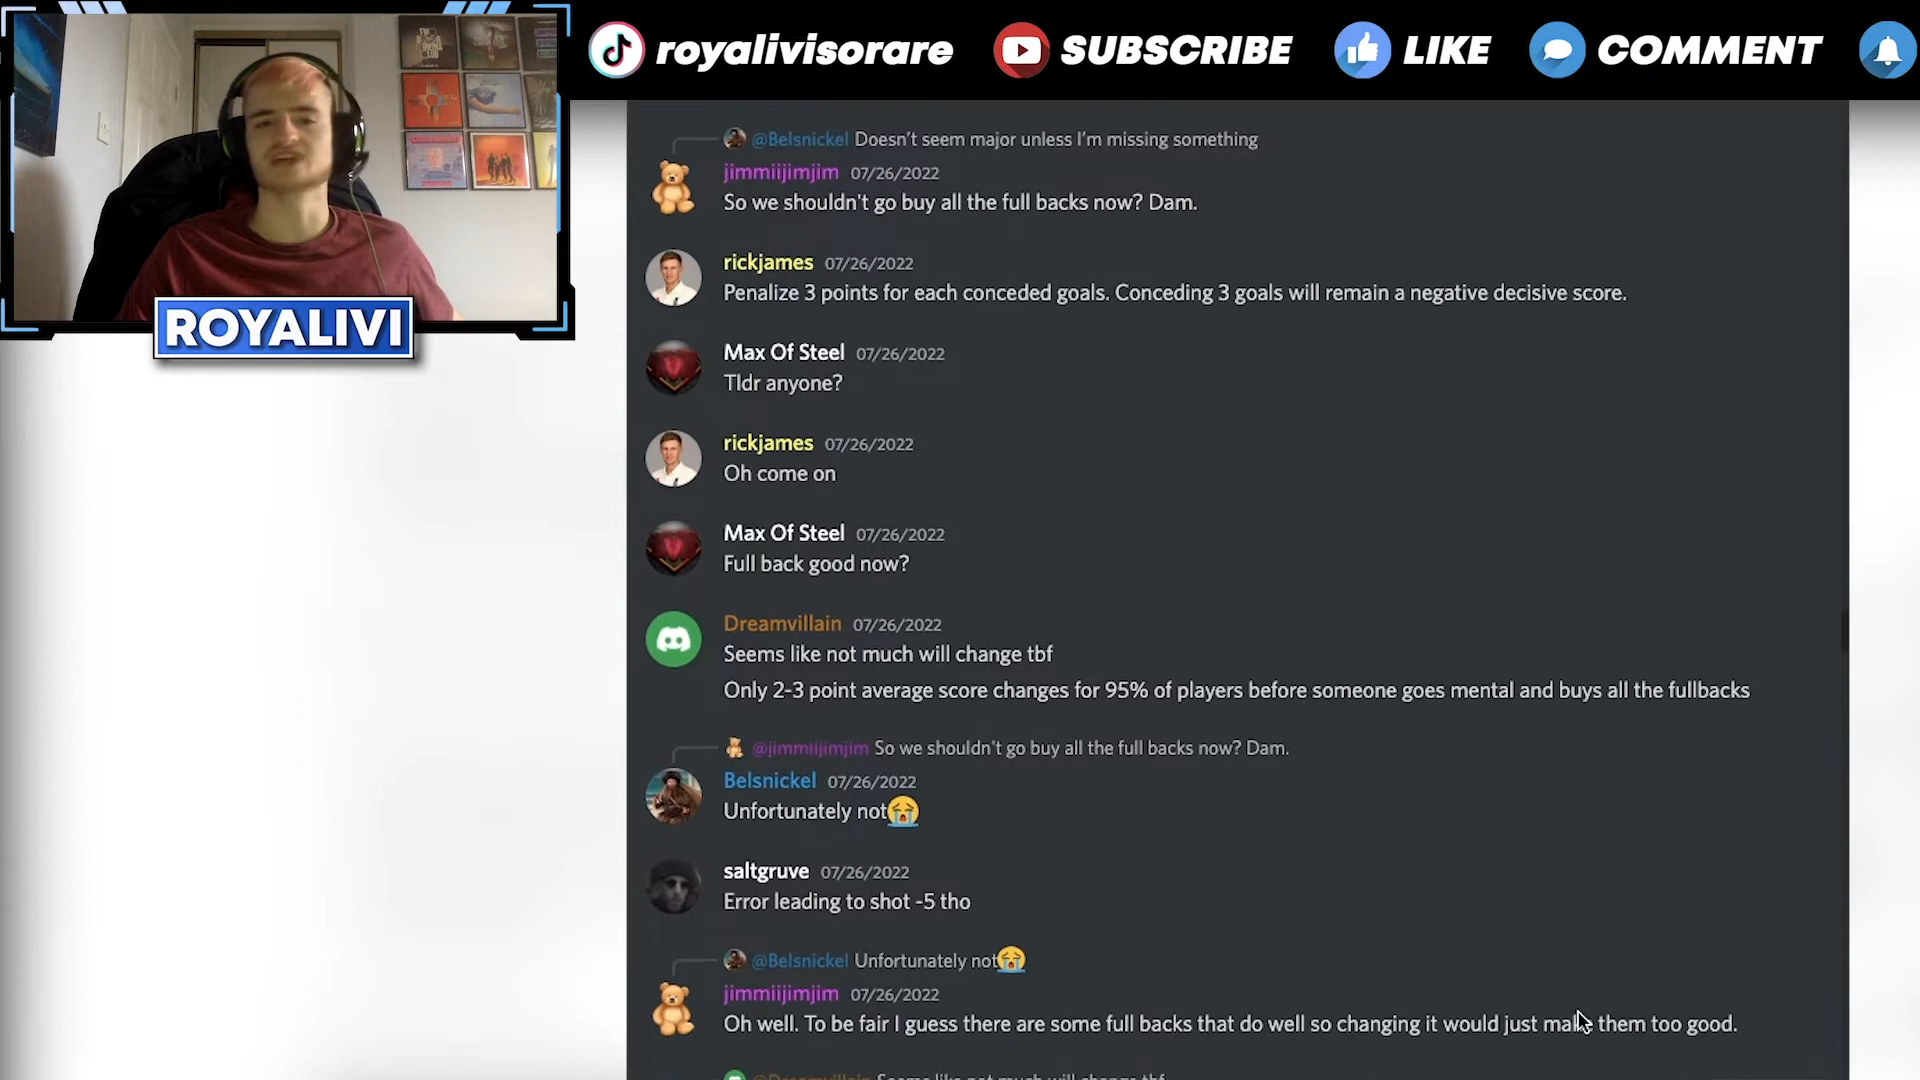 royalivisorare SUBSCRIBE LIKE COMMENT
ROYALIVI
@Belsnickel Doesn't seem major unless I'm missing something
jimmiijimjim 07/26/2022
So we shouldn't go buy all the full backs now? Dam.
rickjames 07/26/2022
Penalize 3 points for each conceded goals. Conceding 3 goals will remain a negative decisive score.
Max Of Steel 07/26/2022
Tldr anyone?
rickjames 07/26/2022
Oh come on
Max Of Steel 07/26/2022
Full back good now?
Dreamvillain 07/26/2022
Seems like not much will change tbf
Only 2-3 point average score changes for 95% of players before someone goes mental and buys all the fullbacks
@jimmiijimjim So we shouldn't go buy all the full backs now? Dam.
Belsnickel 07/26/2022
Unfortunately not😭
saltgruve 07/26/2022
Error leading to shot -5 tho
@Belsnickel Unfortunately not😭
jimmiijimjim 07/26/2022
Oh well. To be fair I guess there are some full backs that do well so changing it would just make them too good.